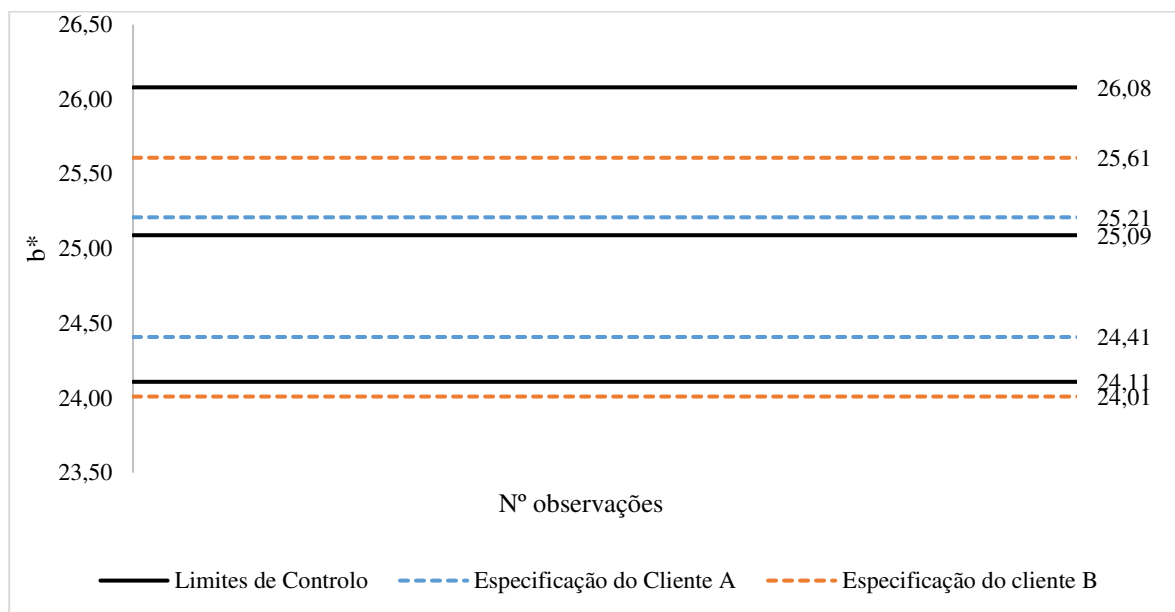 26,50
26,00
25,50
25,00
24,50
24,00
23,50
b*
26,08
25,61
25,21
25,09
24,41
24,11
24,01
Nº observações
Limites de Controlo
Especificação do Cliente A
Especificação do cliente B